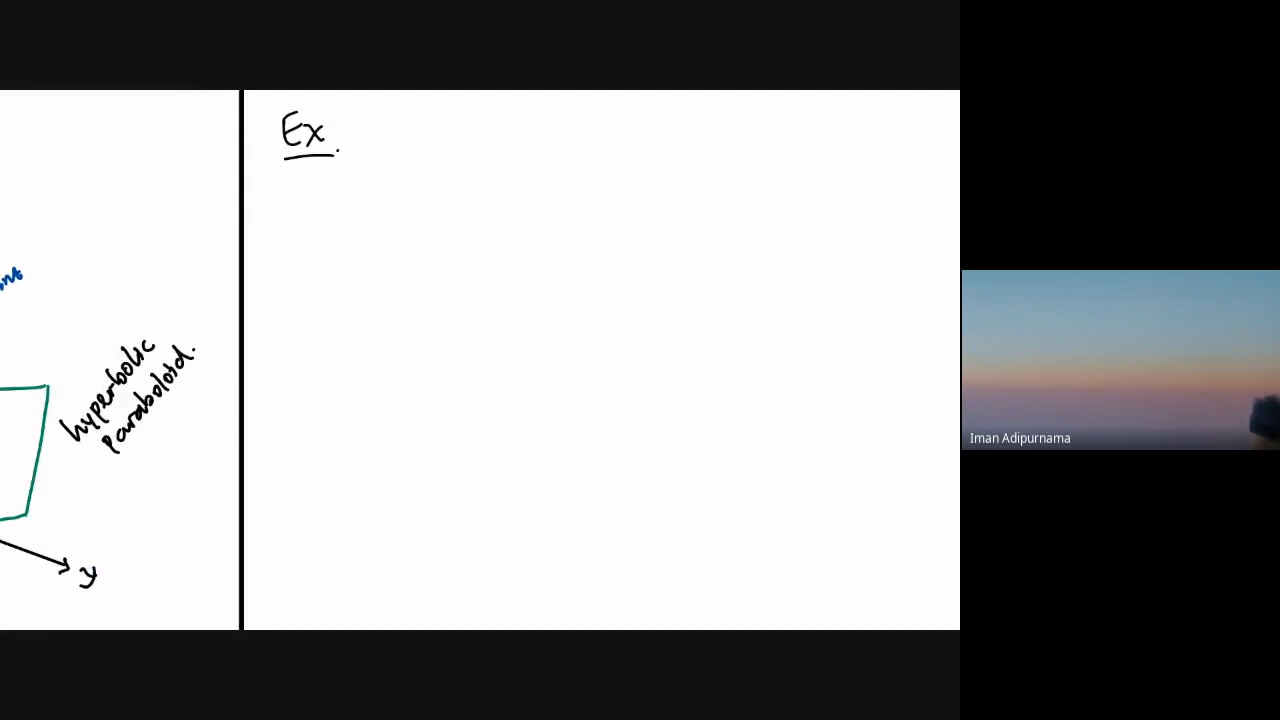 Ex.
hyperbolic
paraboloid.
y
Iman Adipurnama